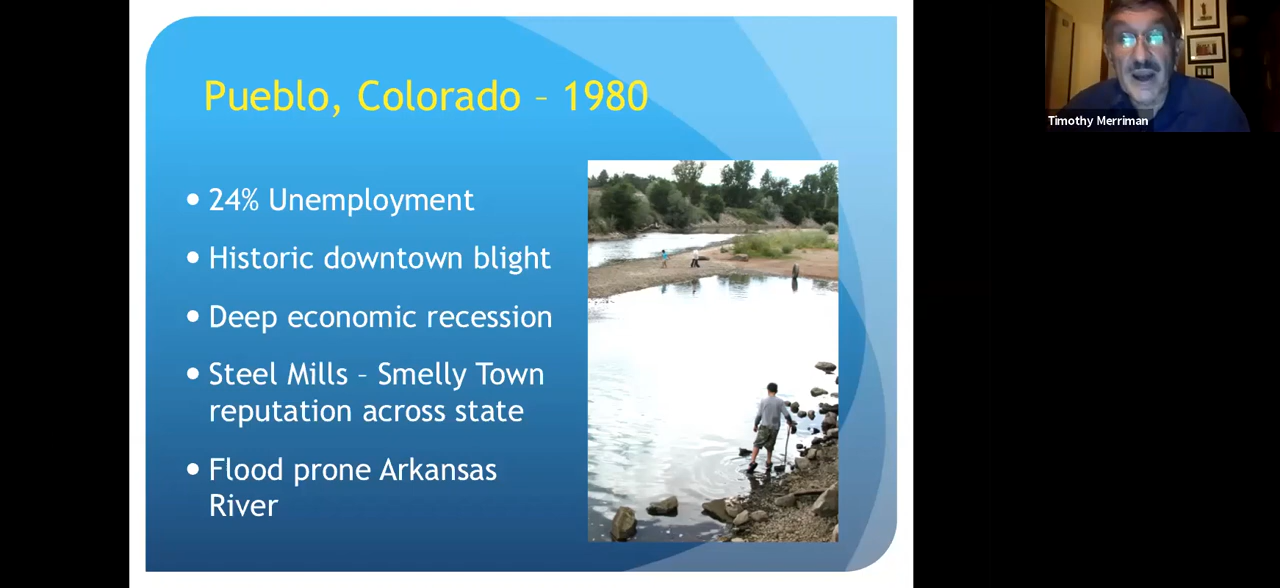 Pueblo, Colorado – 1980
• 24% Unemployment
• Historic downtown blight
• Deep economic recession
• Steel Mills – Smelly Town
reputation across state
• Flood prone Arkansas
River
Timothy Merriman